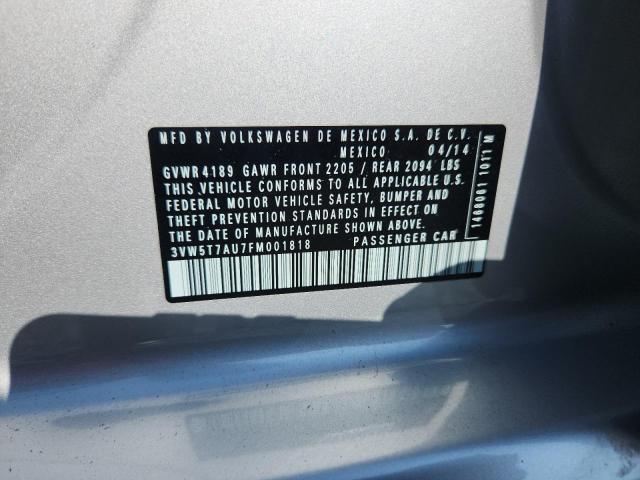 MFD BY VOLKSWAGEN DE MEXICO S.A. DE C.V.
MEXICO 04/14
GVWR 4189 GAWR FRONT 2205 / REAR 2094 LBS
THIS VEHICLE CONFORMS TO ALL APPLICABLE U.S.
FEDERAL MOTOR VEHICLE SAFETY, BUMPER AND
THEFT PREVENTION STANDARDS IN EFFECT ON
THE DATE OF MANUFACTURE SHOWN ABOVE.
3VW5T7AU7FM001818 PASSENGER CAR
1408001 1011 M